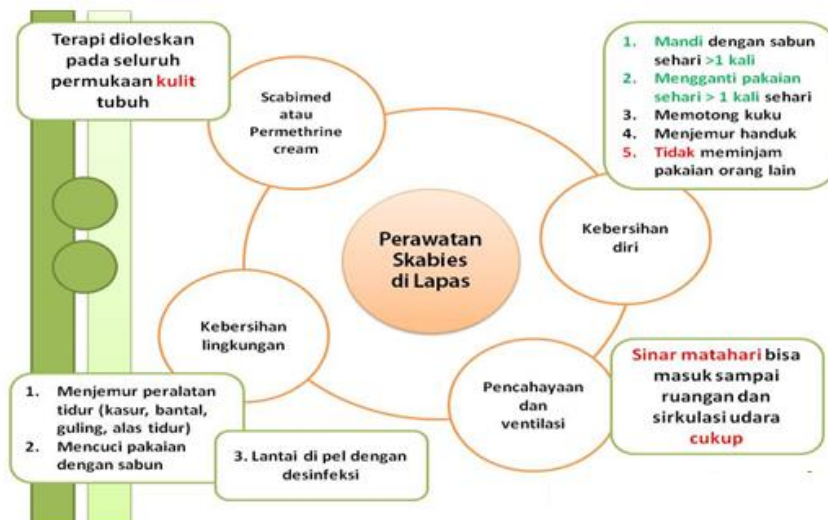 Terapi dioleskan
pada seluruh
permukaan kulit
tubuh
Scabimed
atau
Permethrine
cream
1. Mandi dengan sabun
sehari >1 kali
2. Mengganti pakaian
sehari > 1 kali sehari
3. Memotong kuku
4. Menjemur handuk
5. Tidak meminjam
pakaian orang lain
Kebersihan
diri
Perawatan
Skabies
di Lapas
Kebersihan
lingkungan
Pencahayaan
dan
ventilasi
Sinar matahari bisa
masuk sampai
ruangan dan
sirkulasi udara
cukup
1. Menjemur peralatan
tidur (kasur, bantal,
guling, alas tidur)
2. Mencuci pakaian
dengan sabun
3. Lantai di pel dengan
desinfeksi